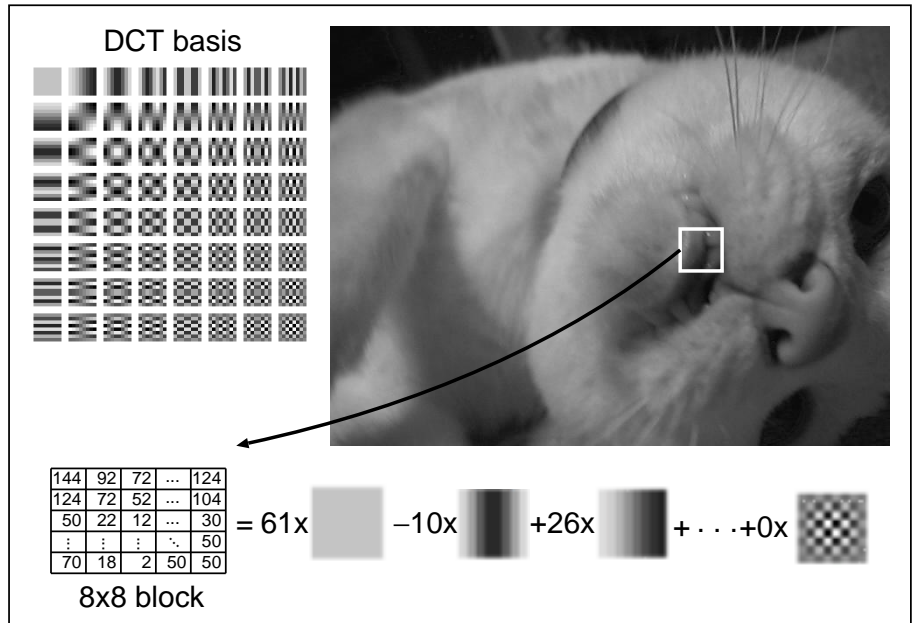 DCT basis
144 92 72 ... 124
124 72 52 ... 104
50 22 12 ... 30
⋮ ⋮ ⋮ ⋱ 50
70 18 2 50 50
= 61x −10x +26x + · · · +0x
8x8 block